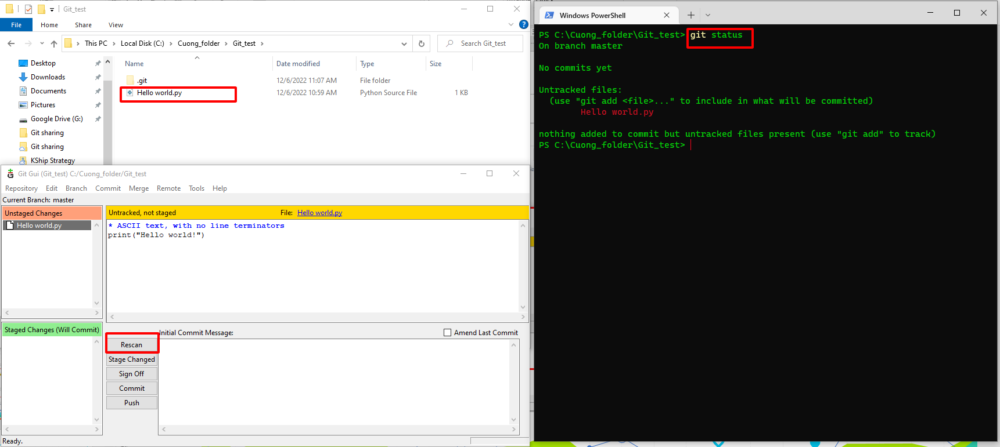 Git_test
File Home Share View
This PC > Local Disk (C:) > Cuong_folder > Git_test >
Search Git_test
Desktop
Downloads
Documents
Pictures
Google Drive (G:)
Git sharing
Git sharing
KShip Strategy
Name Date modified Type Size
.git 12/6/2022 11:07 AM File folder
Hello world.py 12/6/2022 10:59 AM Python Source File 1 KB
Git Gui (Git_test) C:/Cuong_folder/Git_test
Repository Edit Branch Commit Merge Remote Tools Help
Current Branch: master
Unstaged Changes
Hello world.py
Untracked, not staged File: Hello world.py
* ASCII text, with no line terminators
print("Hello world!")
Staged Changes (Will Commit)
Initial Commit Message: Amend Last Commit
Rescan
Stage Changed
Sign Off
Commit
Push
Ready.
Windows PowerShell
PS C:\Cuong_folder\Git_test> git status
On branch master
No commits yet
Untracked files:
(use "git add <file>..." to include in what will be committed)
Hello world.py
nothing added to commit but untracked files present (use "git add" to track)
PS C:\Cuong_folder\Git_test>